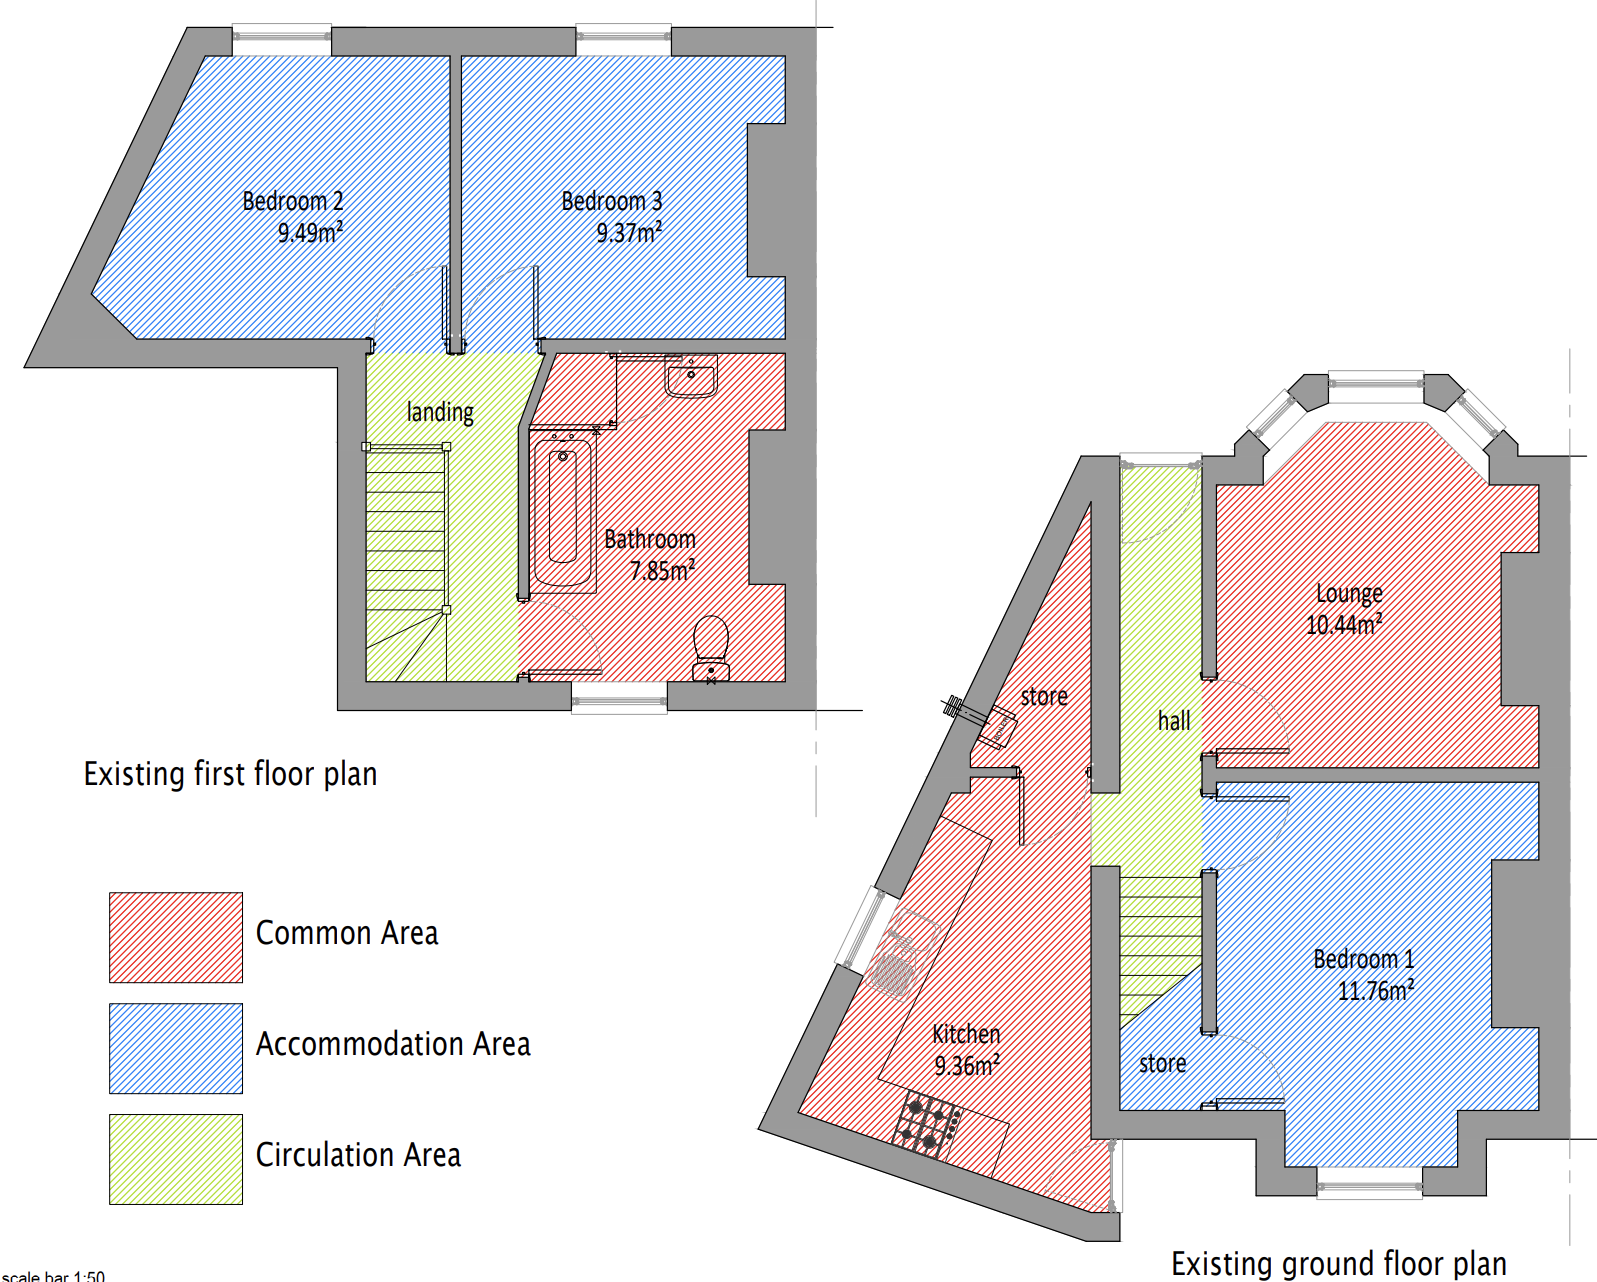 Bedroom 2
9.49m²
Bedroom 3
9.37m²
landing
Bathroom
7.85m²
Existing first floor plan
Common Area
Accommodation Area
Circulation Area
scale bar 1:50
Lounge
10.44m²
store
BOILER
hall
Bedroom 1
11.76m²
Kitchen
9.36m²
store
Existing ground floor plan